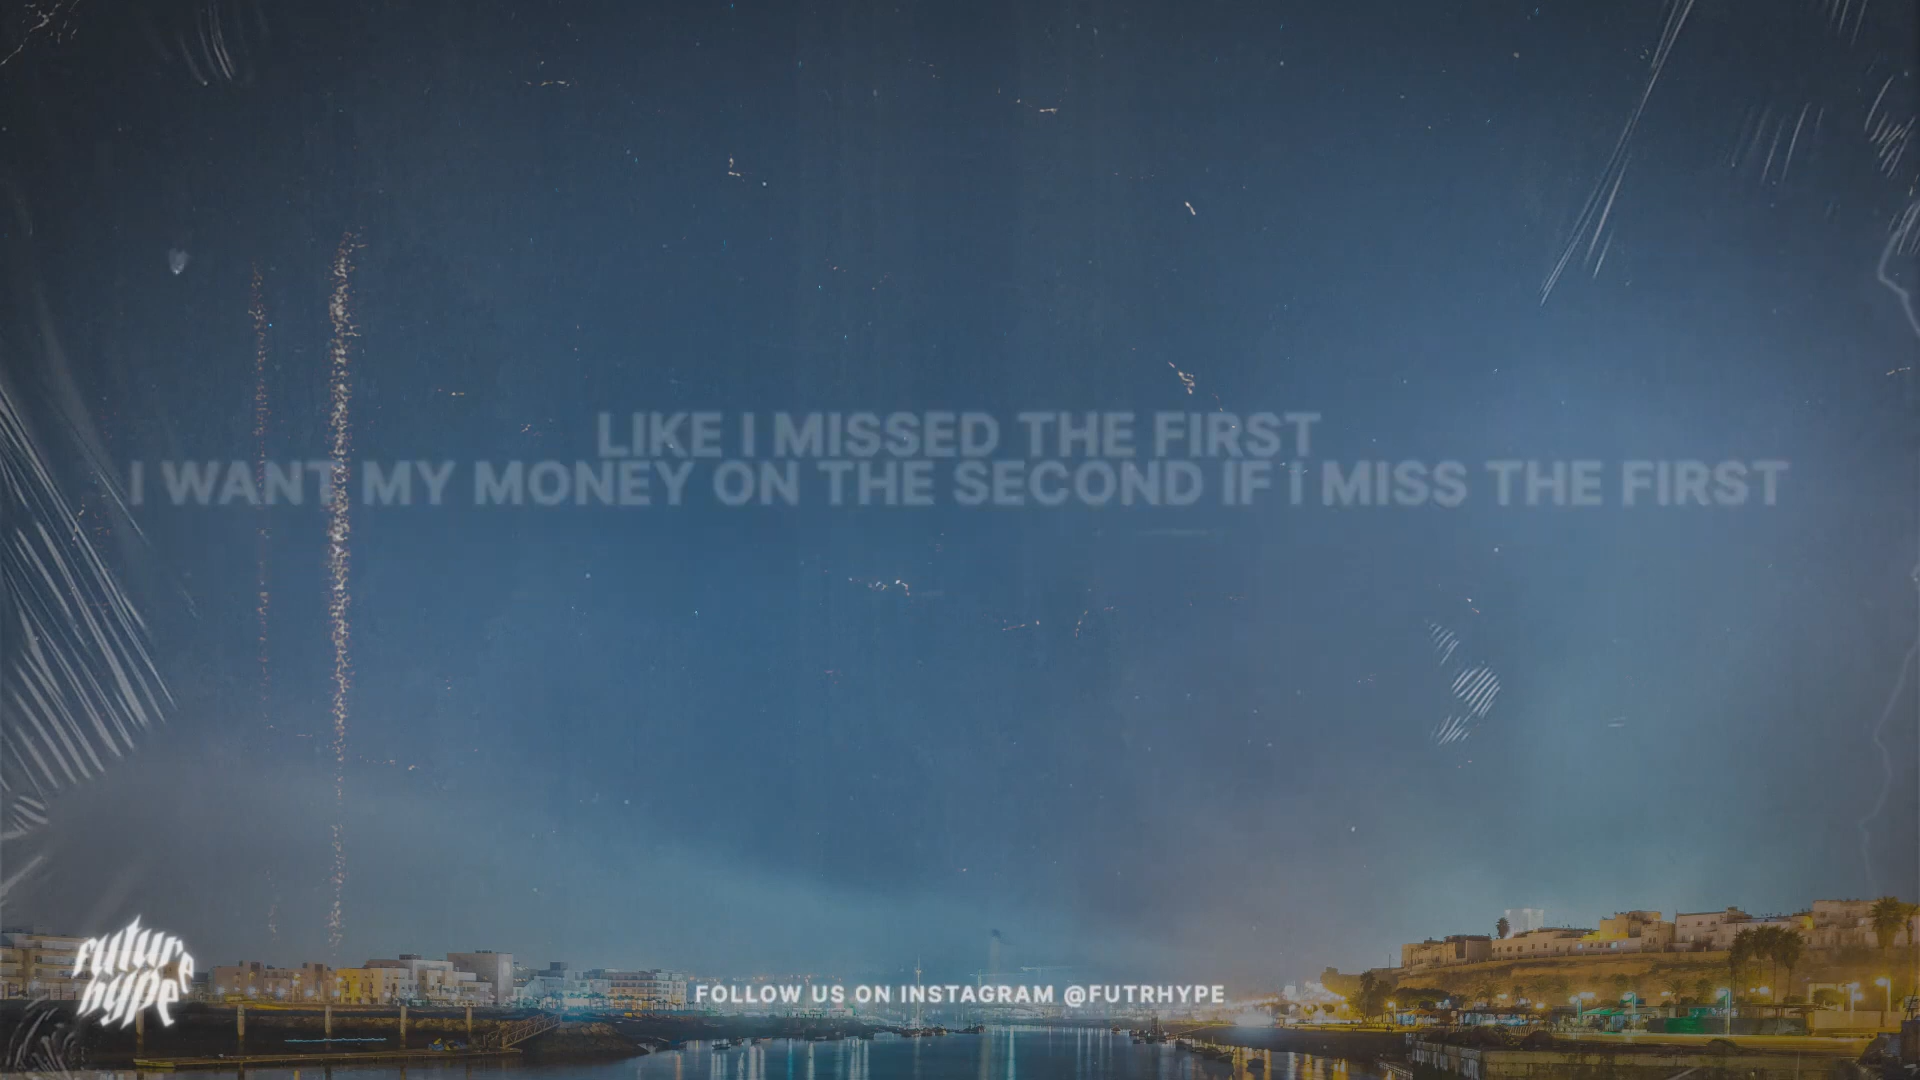 LIKE I MISSED THE FIRST
I WANT MY MONEY ON THE SECOND IF I MISS THE FIRST
future
hype
FOLLOW US ON INSTAGRAM @FUTRHYPE